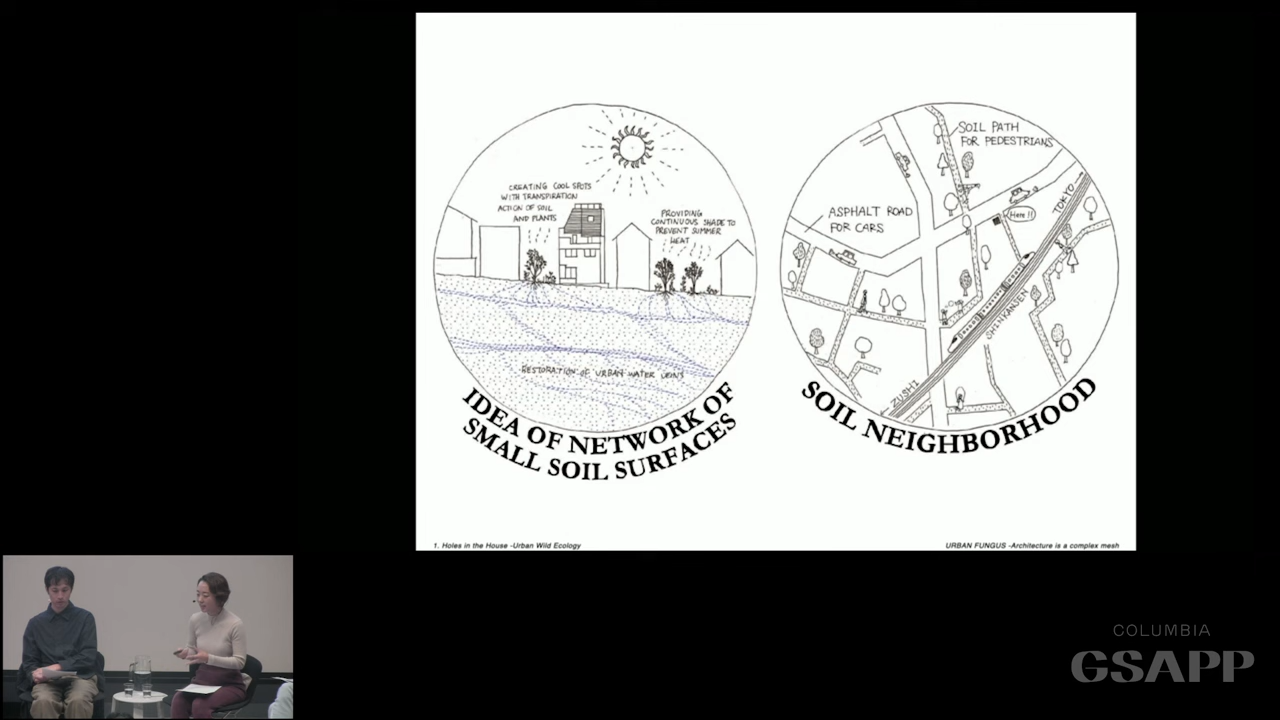 CREATING COOL SPOTS
WITH TRANSPIRATION
ACTION OF SOIL
AND PLANTS
PROVIDING
CONTINUOUS SHADE TO
PREVENT SUMMER
HEAT
RESTORATION OF URBAN WATER VEINS
IDEA OF NETWORK OF
SMALL SOIL SURFACES
SOIL PATH
FOR PEDESTRIANS
ASPHALT ROAD
FOR CARS
Here!!
TOKYO
SHINKANSEN
ZUSHI
SOIL NEIGHBORHOOD
1. Holes in the House -Urban Wild Ecology
URBAN FUNGUS -Architecture is a complex mesh
COLUMBIA
GSAPP